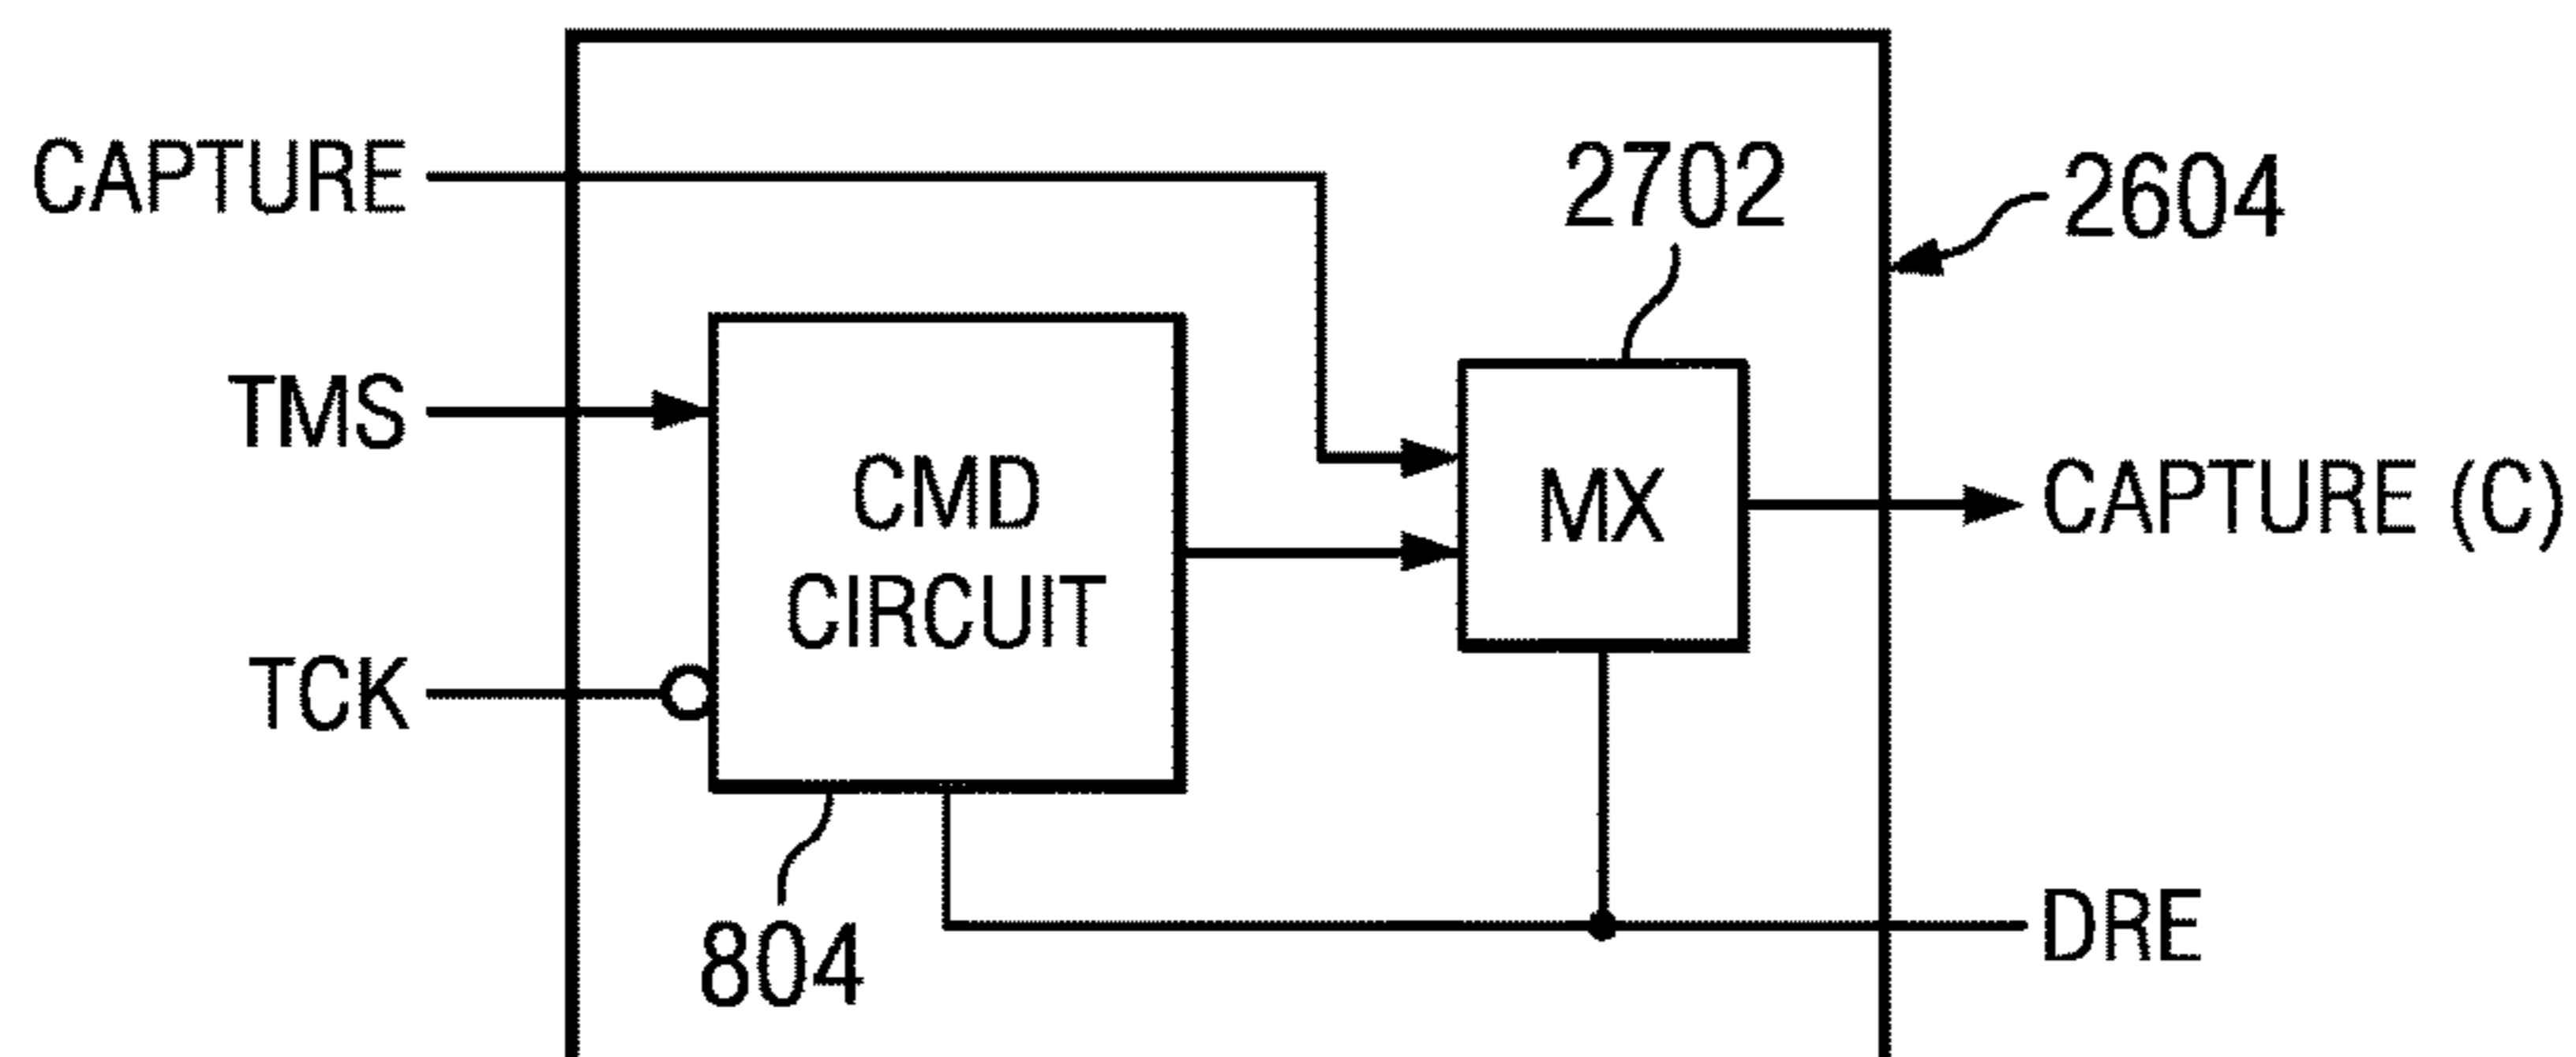 CAPTURE
2702
2604
TMS
CMD
CIRCUIT
MX
CAPTURE (C)
TCK
804
DRE